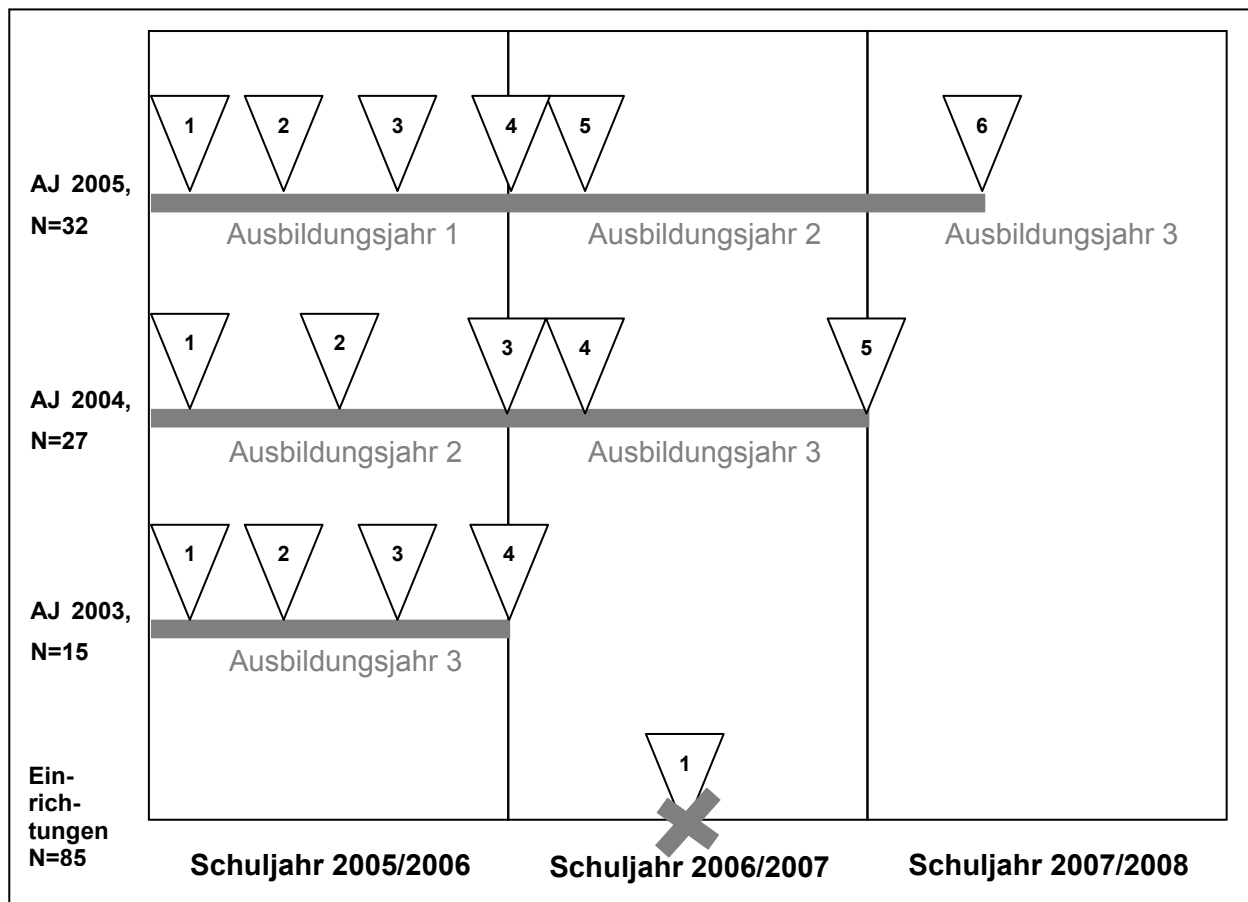 1 2 3 4 5 6
AJ 2005,
N=32
Ausbildungsjahr 1 Ausbildungsjahr 2 Ausbildungsjahr 3
1 2 3 4 5
AJ 2004,
N=27
Ausbildungsjahr 2 Ausbildungsjahr 3
1 2 3 4
AJ 2003,
N=15
Ausbildungsjahr 3
1
Ein-
rich-
tungen
N=85
Schuljahr 2005/2006 Schuljahr 2006/2007 Schuljahr 2007/2008